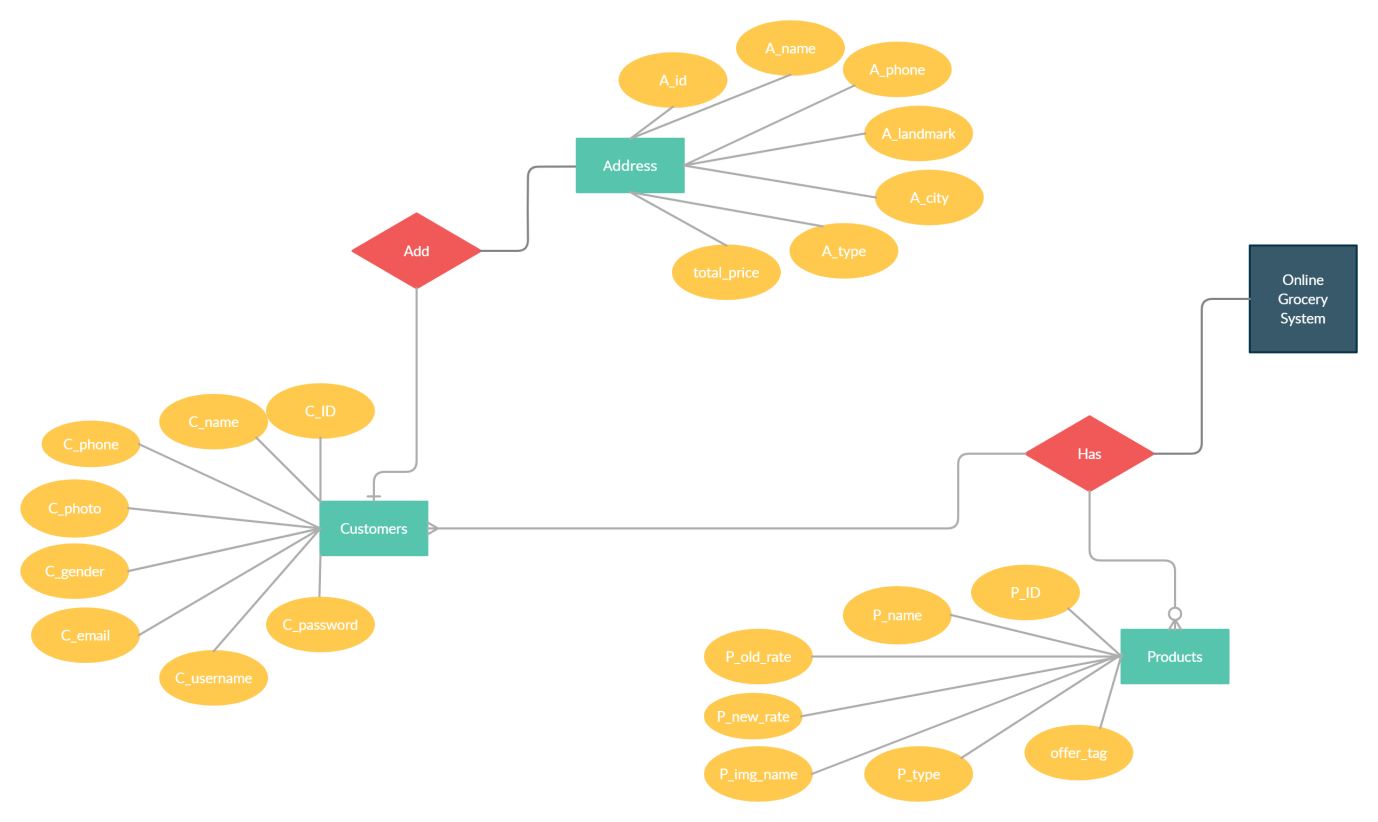 A_name
A_phone
A_id
A_landmark
Address
A_city
Add
A_type
total_price
Online
Grocery
System
C_ID
C_name
C_phone
Has
C_photo
Customers
C_gender
C_password
C_email
C_username
P_ID
P_name
P_old_rate
Products
P_new_rate
offer_tag
P_img_name
P_type